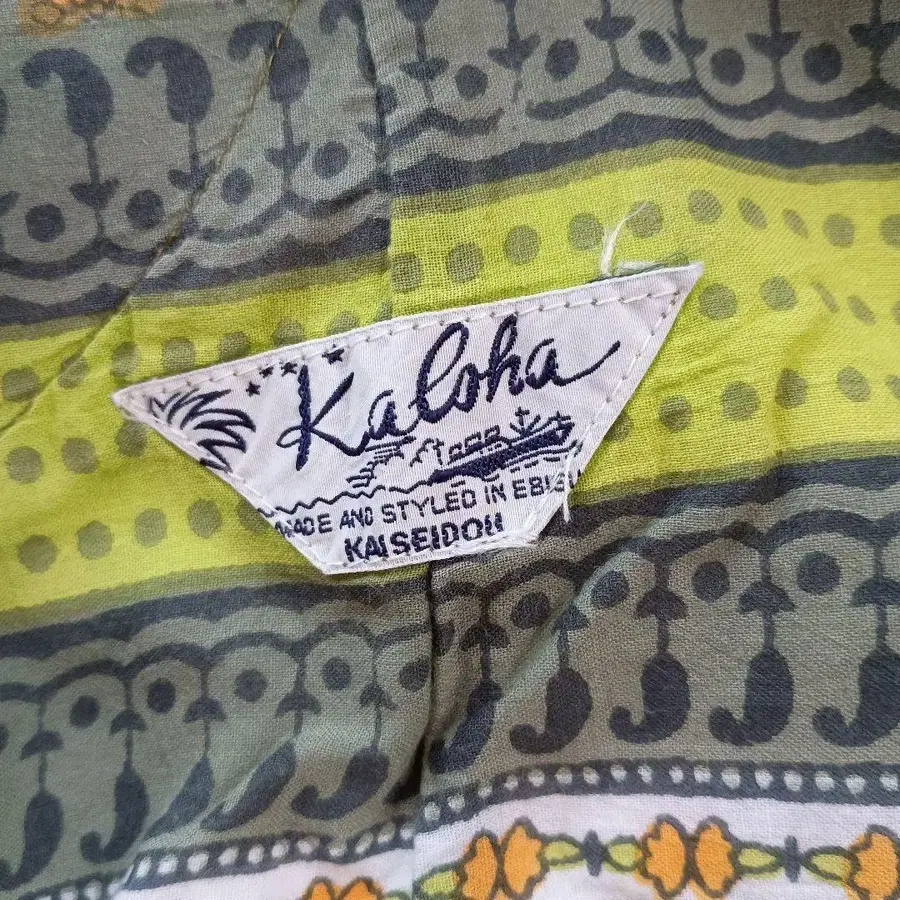 Kaloha
MADE AND STYLED IN EBISU
KAISEIDOU